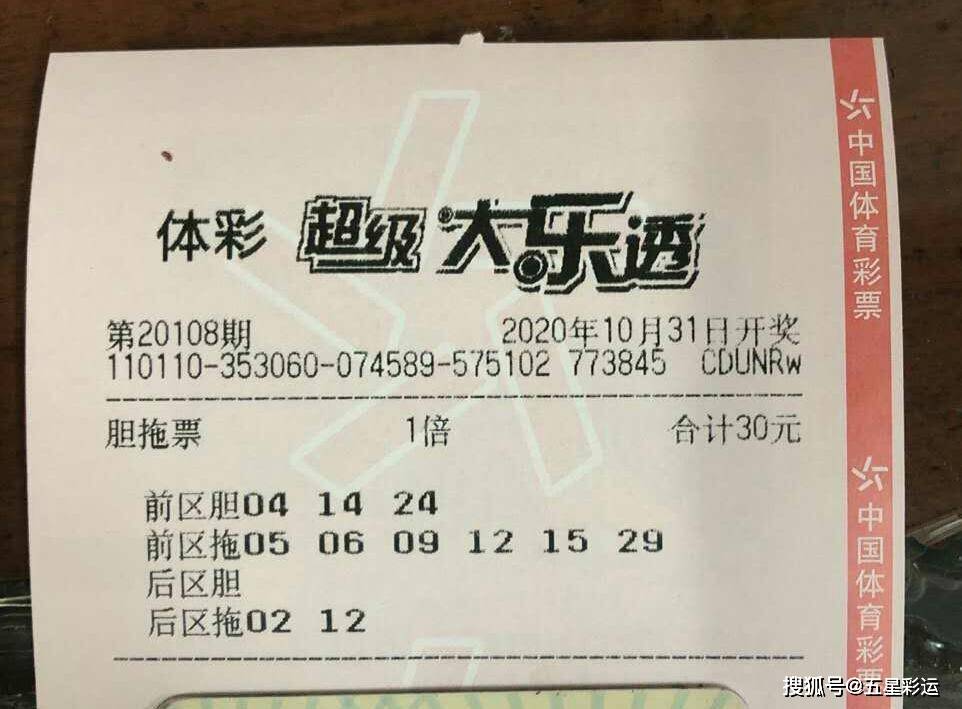 体彩 超级大乐透
第20108期 2020年10月31日开奖
110110-353060-074589-575102 773845 CDUNRW
胆拖票 1倍 合计30元
前区胆04 14 24
前区拖05 06 09 12 15 29
后区胆
后区拖02 12
中国体育彩票
中国体育彩票
搜狐号@五星彩运